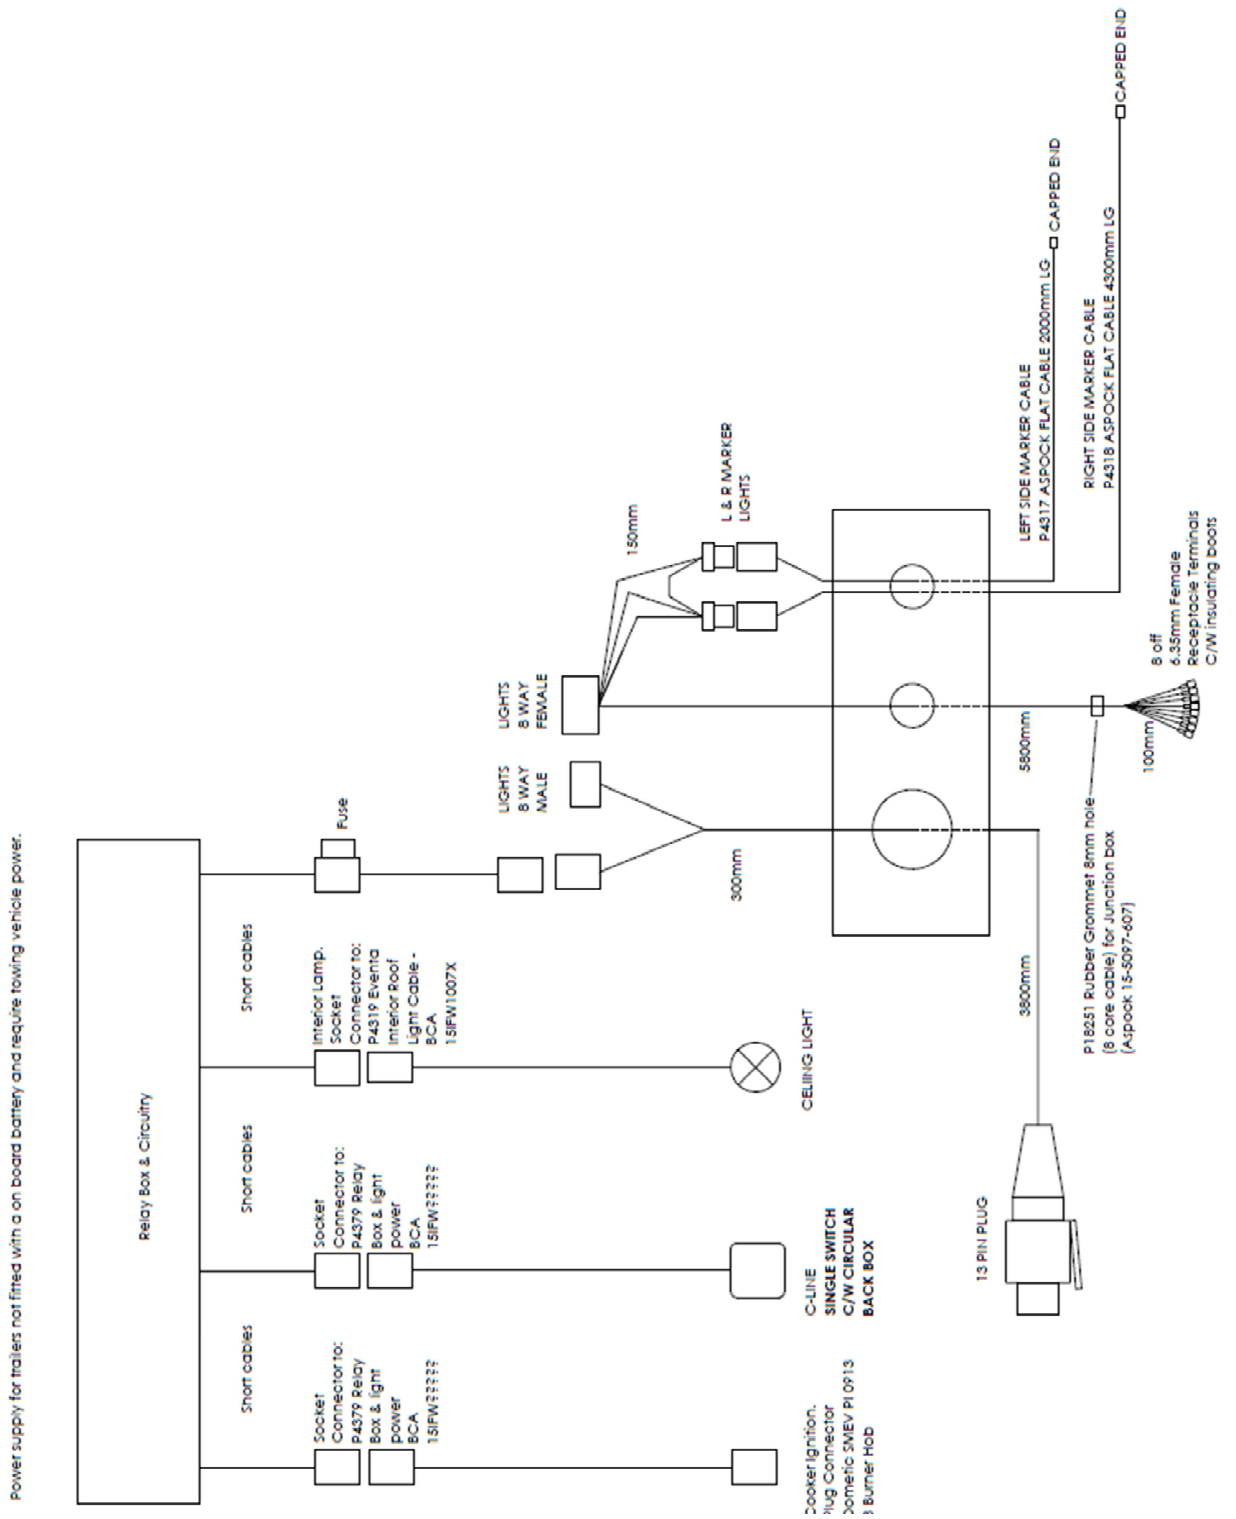 Power supply for trailers not fitted with a on board battery and require towing vehicle power.
Relay Box & Circuitry
Short cables
Short cables
Short cables
Socket
Connector to:
P4379 Relay
Box & light
power
BCA
15IFW?????
Socket
Connector to:
P4379 Relay
Box & light
power
BCA
15IFW?????
Interior Lamp.
Socket
Connector to:
P4319 Eventa
Interior Roof
Light Cable -
BCA
15IFW1007X
Fuse
LIGHTS
8 WAY
MALE
LIGHTS
8 WAY
FEMALE
150mm
L & R MARKER
LIGHTS
300mm
Cooker Ignition.
Plug Connector
Dometic SMEV PI 0913
3 Burner Hob
C-LINE
SINGLE SWITCH
C/W CIRCULAR
BACK BOX
CEILING LIGHT
13 PIN PLUG
3800mm
5800mm
LEFT SIDE MARKER CABLE
P4317 ASPOCK FLAT CABLE 2000mm LG
CAPPED END
RIGHT SIDE MARKER CABLE
P4318 ASPOCK FLAT CABLE 4300mm LG
CAPPED END
P18251 Rubber Grommet 8mm hole
(8 core cable) for Junction box
(Aspock 15-5097-607)
100mm
8 off
6.35mm Female
Receptacle Terminals
C/W insulating boots